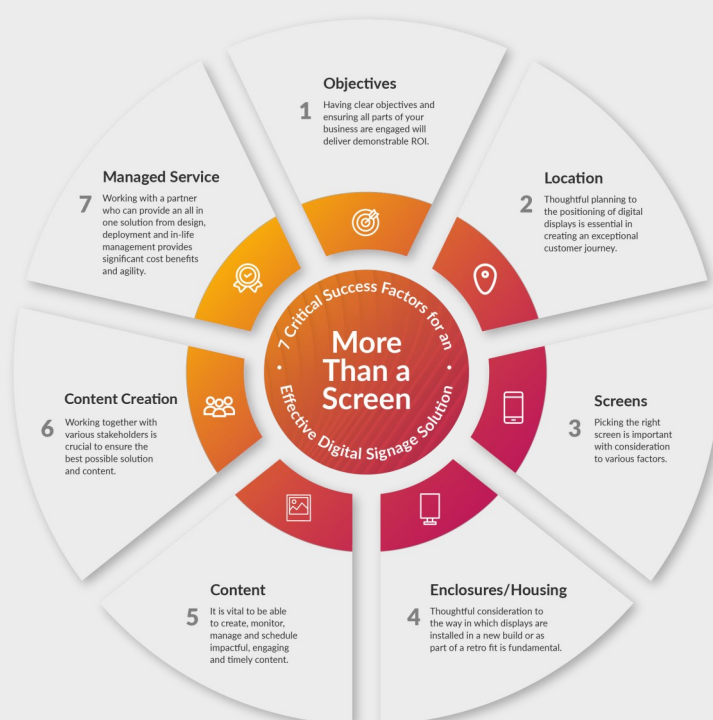 7 Critical Success Factors for an
More
Than a
Screen
Effective Digital Signage Solution
Objectives
1
Having clear objectives and
ensuring all parts of your
business are engaged will
deliver demonstrable ROI.
Location
2
Thoughtful planning to
the positioning of digital
displays is essential in
creating an exceptional
customer journey.
Screens
3
Picking the right
screen is important
with consideration
to various factors.
Enclosures/Housing
4
Thoughtful consideration to
the way in which displays are
installed in a new build or as
part of a retro fit is fundamental.
Content
5
It is vital to be able
to create, monitor,
manage and schedule
impactful, engaging
and timely content.
Content Creation
6
Working together with
various stakeholders is
crucial to ensure the
best possible solution
and content.
Managed Service
7
Working with a partner
who can provide an all in
one solution from design,
deployment and in-life
management provides
significant cost benefits
and agility.